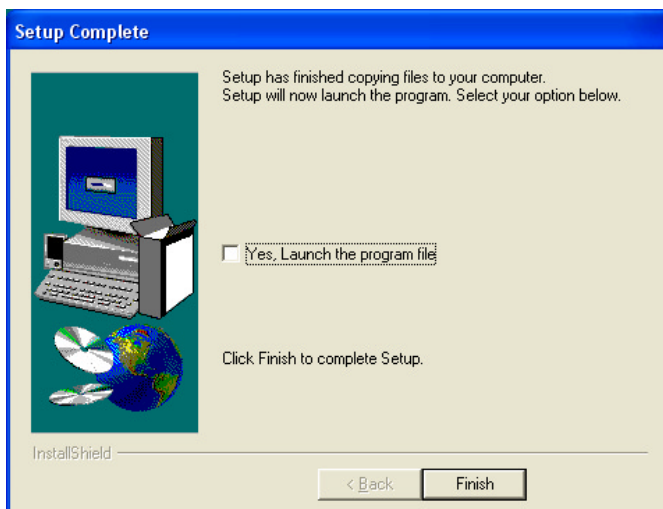 Setup Complete
Setup has finished copying files to your computer.
Setup will now launch the program. Select your option below.
Yes, Launch the program file
Click Finish to complete Setup.
InstallShield
< Back
Finish